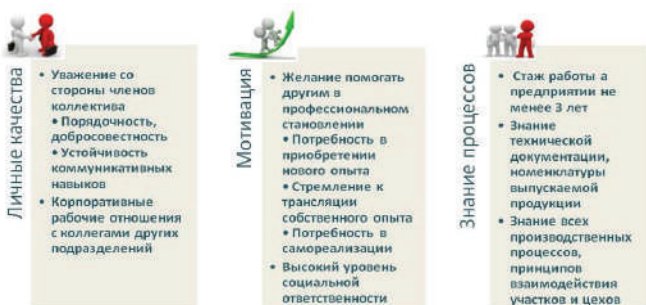 Личные качества
• Уважение со
стороны членов
коллектива
• Порядочность,
добросовестность
• Устойчивость
коммуникативных
навыков
• Корпоративные
рабочие отношения
с коллегами других
подразделений
Мотивация
• Желание помогать
другим в
профессиональном
становлении
• Потребность в
приобретении
нового опыта
• Стремление к
трансляции
собственного опыта
• Потребность в
самореализации
• Высокий уровень
социальной
ответственности
Знание процессов
• Стаж работы а
предприятии не
менее 3 лет
• Знание
технической
документации,
номенклатуры
выпускаемой
продукции
• Знание всех
производственных
процессов,
принципов
взаимодействия
участков и цехов